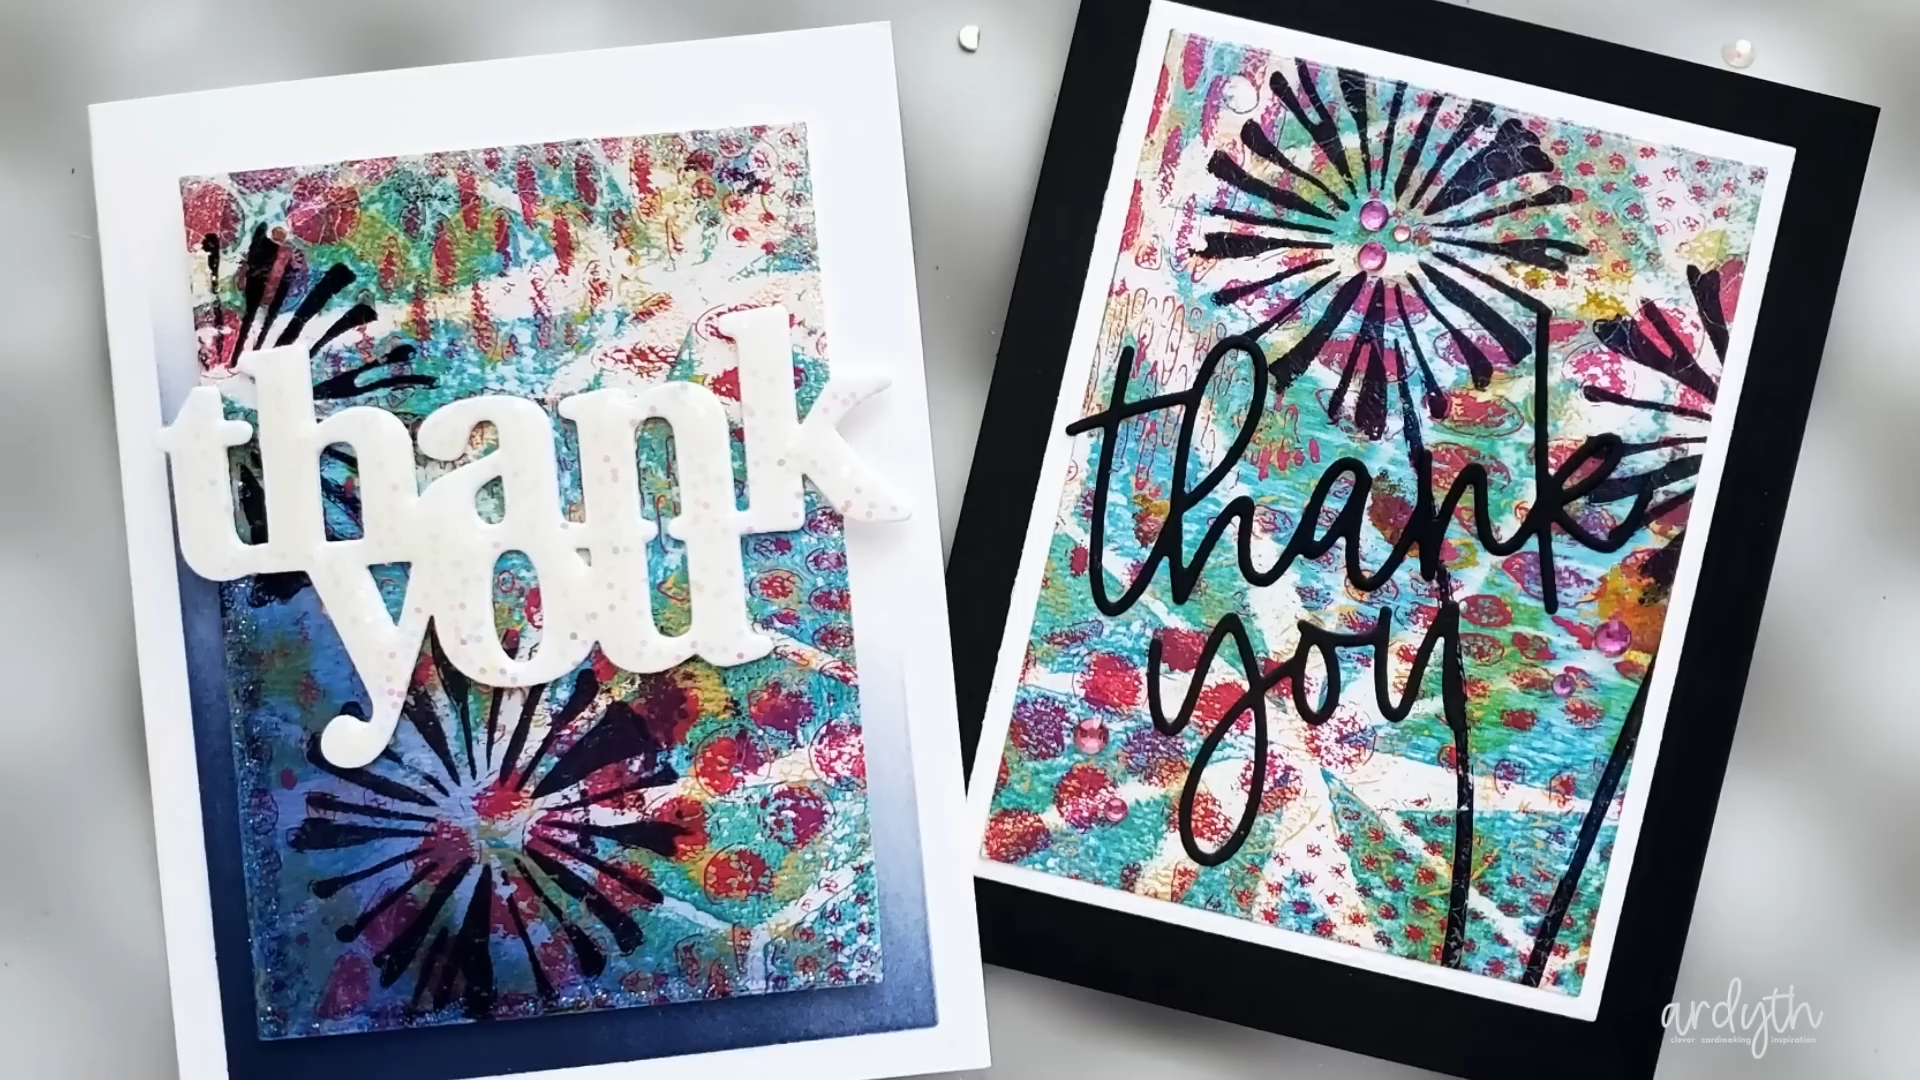 thank
you
thank
you
ardyth
clever cardmaking inspiration